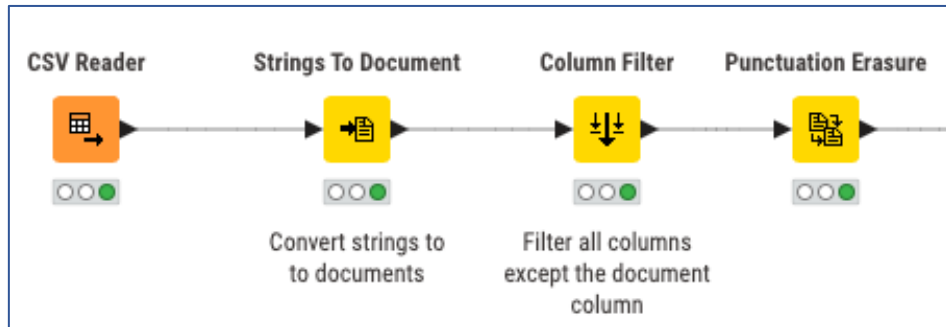 CSV Reader
Strings To Document
Column Filter
Punctuation Erasure
Convert strings to
to documents
Filter all columns
except the document
column